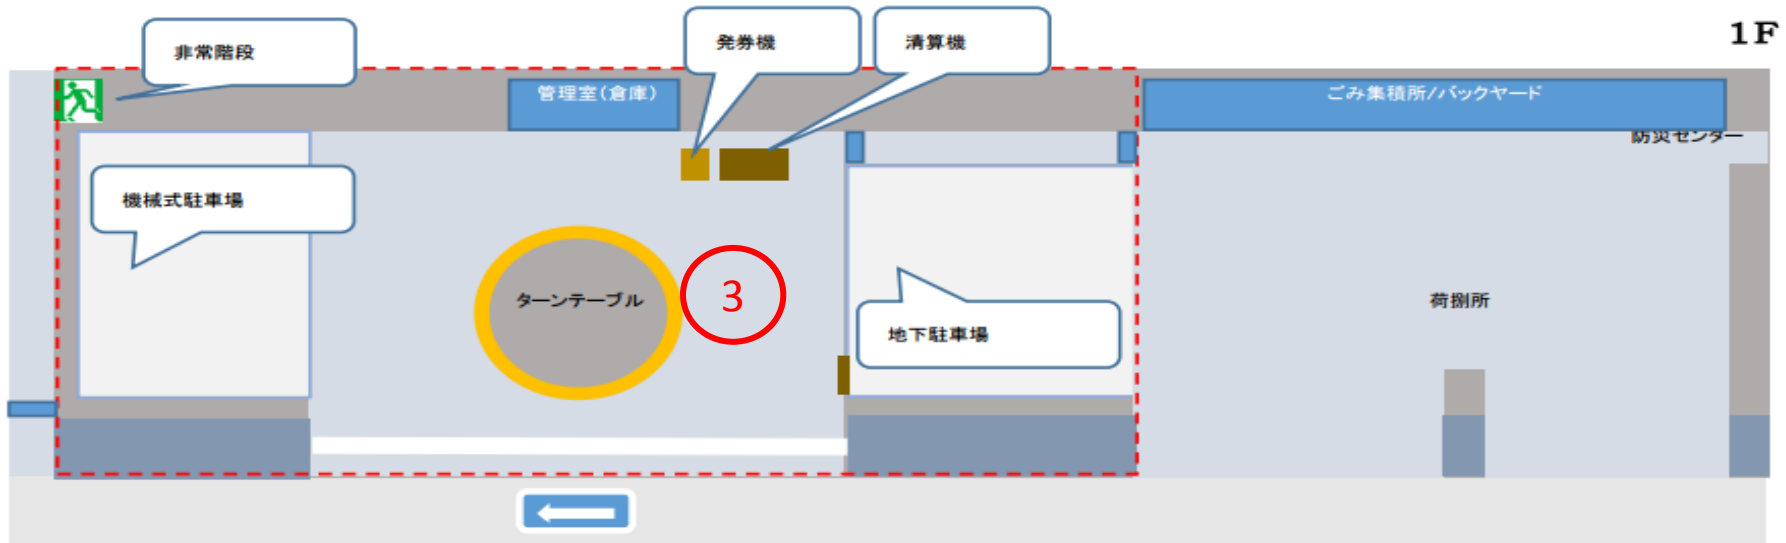 1F
非常階段
発券機
清算機
管理室(倉庫)
ごみ集積所/バックヤード
防災センター
機械式駐車場
ターンテーブル
3
地下駐車場
荷捌所